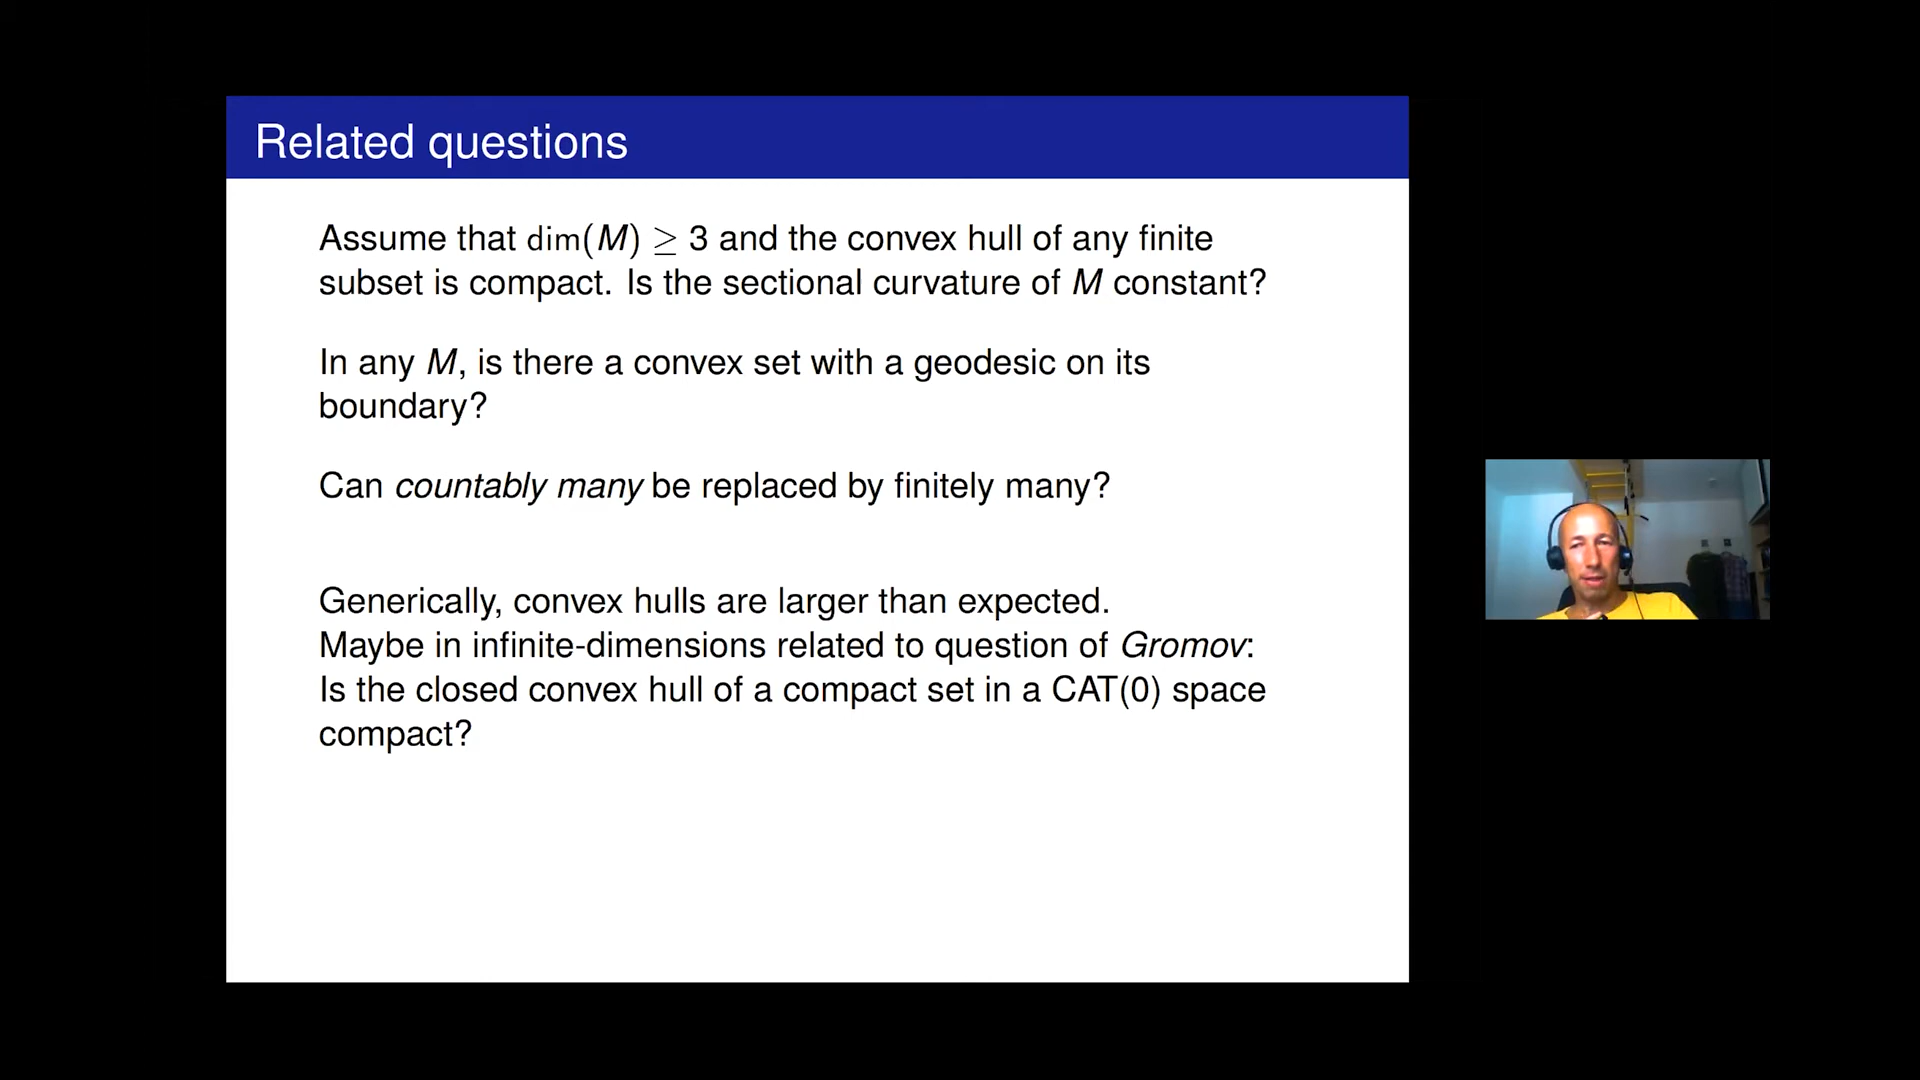 Related questions
Assume that dim(M) ≥ 3 and the convex hull of any finite
subset is compact. Is the sectional curvature of M constant?
In any M, is there a convex set with a geodesic on its
boundary?
Can countably many be replaced by finitely many?
Generically, convex hulls are larger than expected.
Maybe in infinite-dimensions related to question of Gromov:
Is the closed convex hull of a compact set in a CAT(0) space
compact?